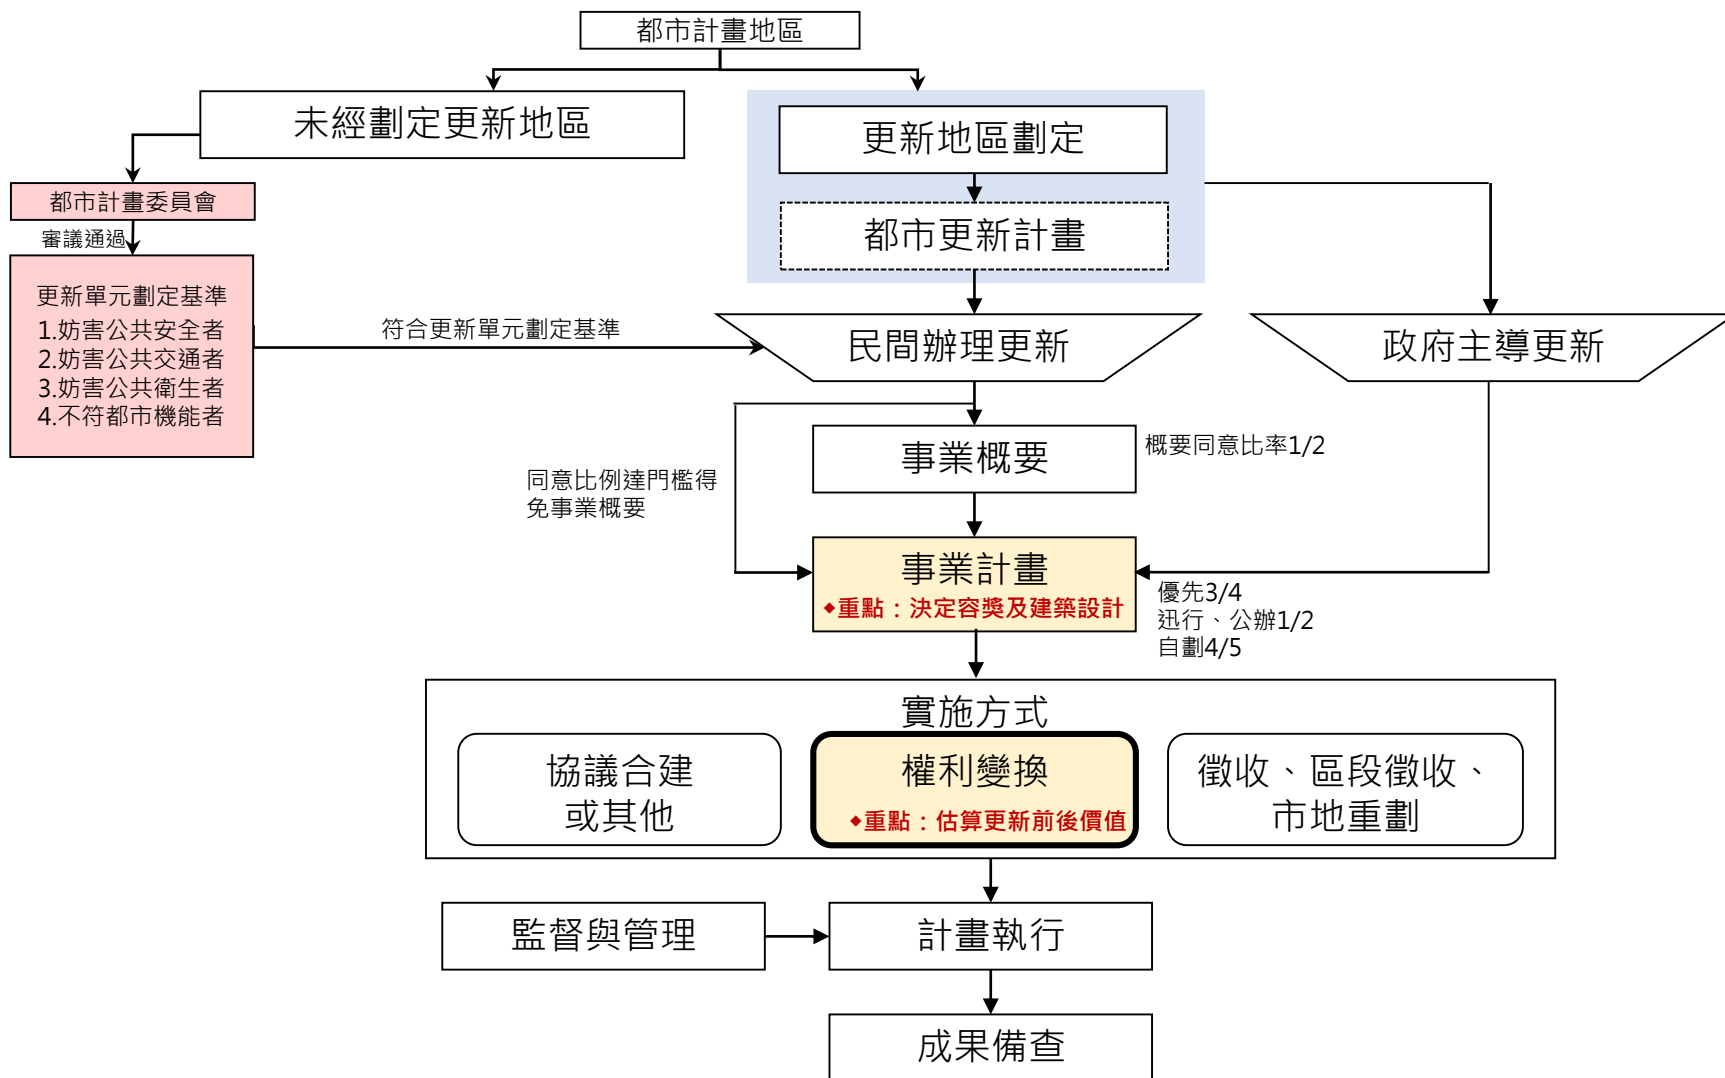 都市計畫地區
未經劃定更新地區
更新地區劃定
都市計畫委員會
審議通過
都市更新計畫
更新單元劃定基準
1.妨害公共安全者
2.妨害公共交通者
3.妨害公共衛生者
4.不符都市機能者
符合更新單元劃定基準
民間辦理更新
政府主導更新
事業概要
概要同意比率1/2
同意比例達門檻得
免事業概要
事業計畫
◆重點：決定容獎及建築設計
優先3/4
迅行、公辦1/2
自劃4/5
實施方式
協議合建
或其他
權利變換
◆重點：估算更新前後價值
徵收、區段徵收、
市地重劃
監督與管理
計畫執行
成果備查